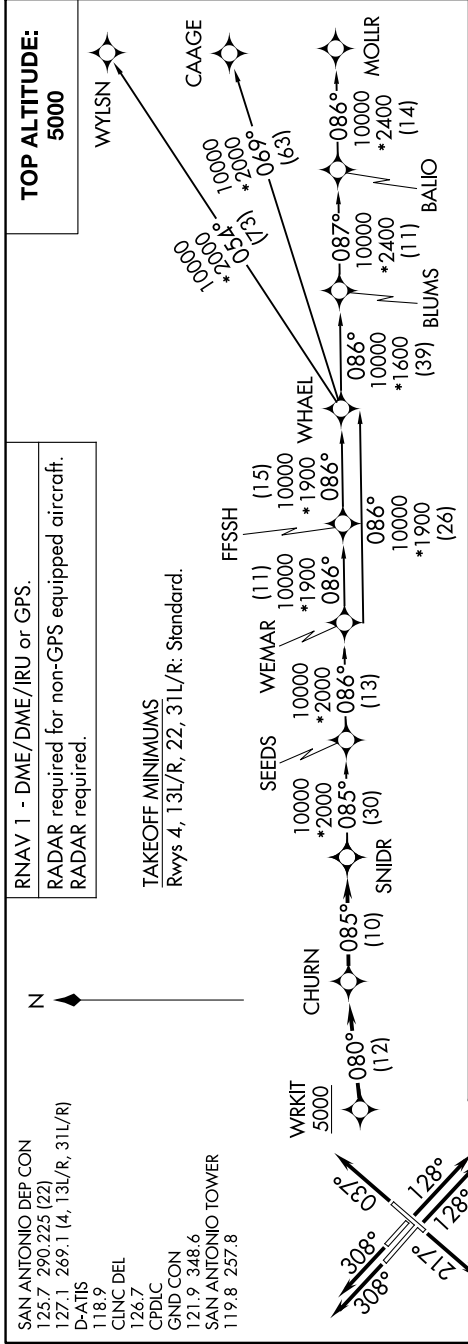 SAN ANTONIO DEP CON
125.7 290.225 (22)
127.1 269.1 (4, 13L/R, 31L/R)
D-ATIS
118.9
CLNC DEL
126.7
CPDLC
GND CON
121.9 348.6
SAN ANTONIO TOWER
119.8 257.8
N
RNAV 1 - DME/DME/IRU or GPS.
RADAR required for non-GPS equipped aircraft.
RADAR required.
TOP ALTITUDE:
5000
TAKEOFF MINIMUMS
Rwys 4, 13L/R, 22, 31L/R: Standard.
308°
308°
037°
217°
128°
128°
WRKIT
5000
080°
(12)
CHURN
085°
(10)
SNIDR
10000
*2000
085°
(30)
SEEDS
10000
*2000
086°
(13)
WEMAR
(11)
10000
*1900
086°
FFSSH
(15)
10000
*1900
086°
086°
10000
*1900
(26)
WHAEL
10000
*2000
054°
(73)
WYLSN
10000
*2000
069°
(63)
CAAGE
086°
10000
*1600
(39)
BLUMS
087°
10000
*2400
(11)
BALIO
086°
10000
*2400
(14)
MOLLR